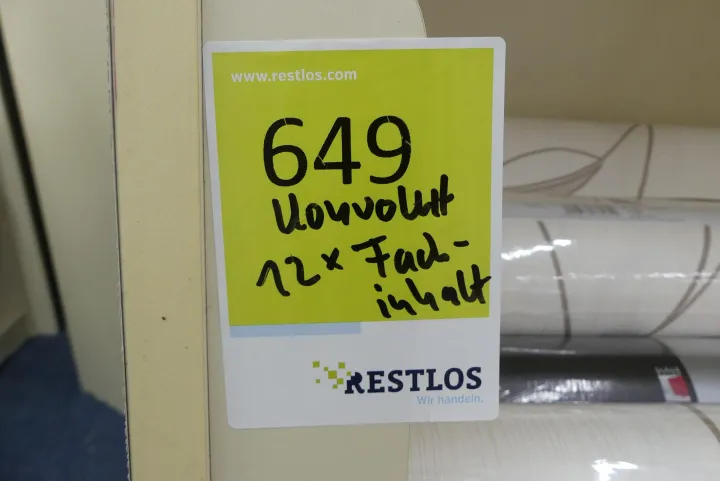 www.restlos.com
649
Konvolut
12x Fach-
inhalt
RESTLOS
Wir handeln.